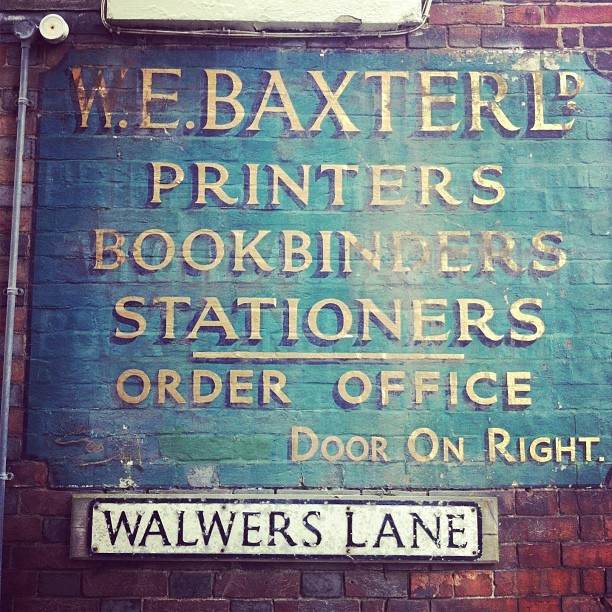 W.E.BAXTER LD
PRINTERS
BOOKBINDERS
STATIONERS
ORDER OFFICE
DOOR ON RIGHT.
WALWERS LANE